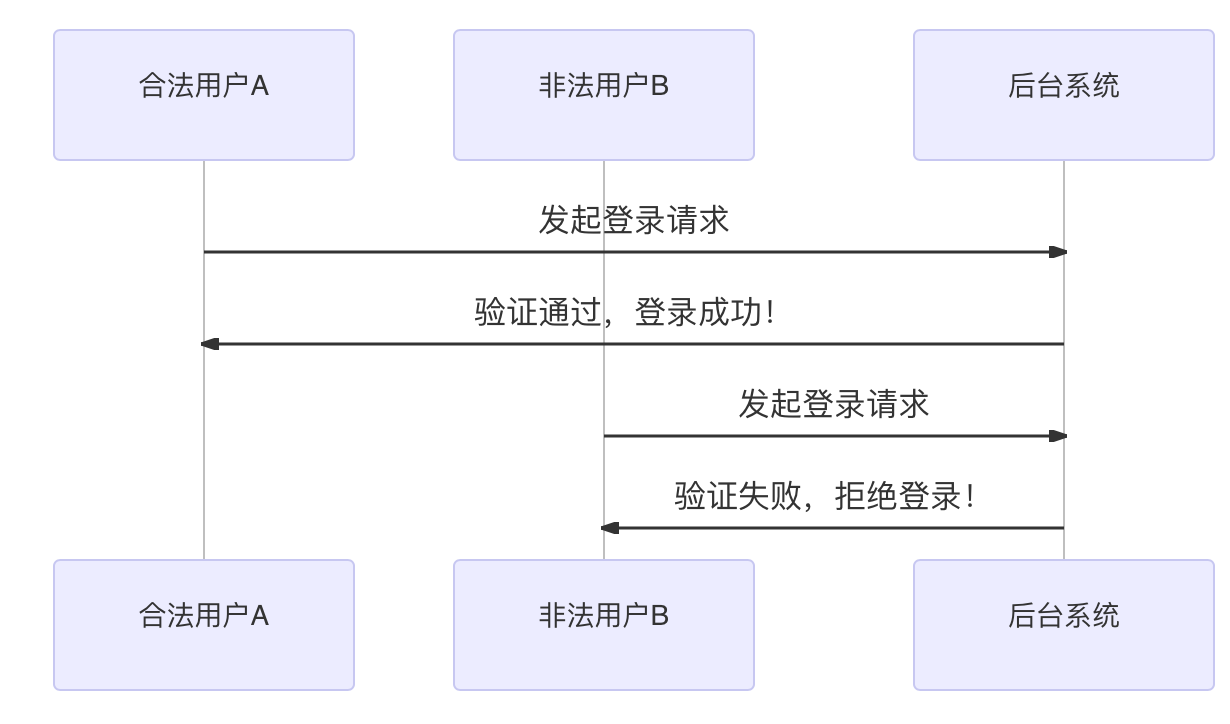 合法用户A
非法用户B
后台系统
发起登录请求
验证通过，登录成功！
发起登录请求
验证失败，拒绝登录！
合法用户A
非法用户B
后台系统